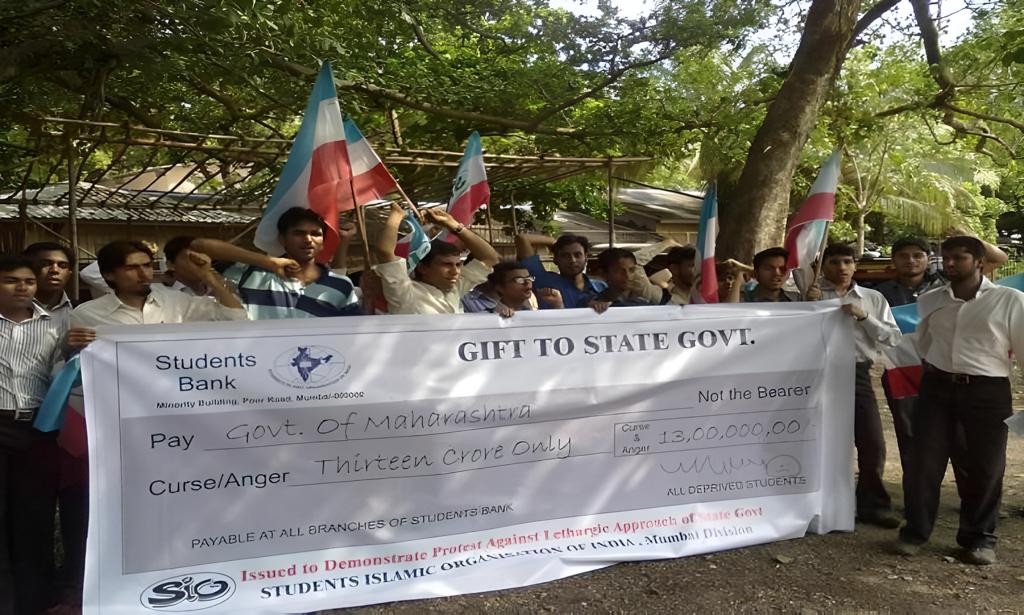 GIFT TO STATE GOVT.
Students
Bank
Minority Building, Poor Road, Mumbai-000002
Not the Bearer
Pay Govt. Of Maharashtra
Curse/Anger Thirteen Crore Only
Curse
&
Anger
13,00,000,00/-
ALL DEPRIVED STUDENTS
PAYABLE AT ALL BRANCHES OF STUDENTS BANK
Issued to Demonstrate Protest Against Lethargic Approach of State Govt
SiO
STUDENTS ISLAMIC ORGANISATION OF INDIA . Mumbai Division